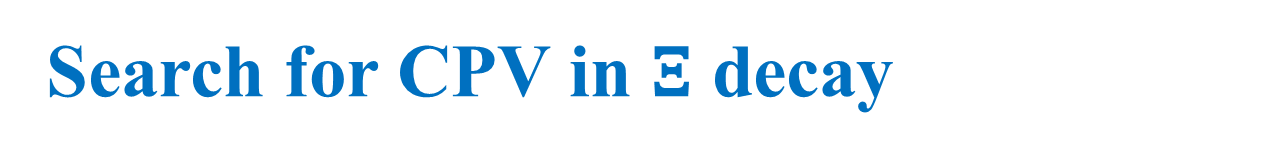 Search for CPV in Ξ decay